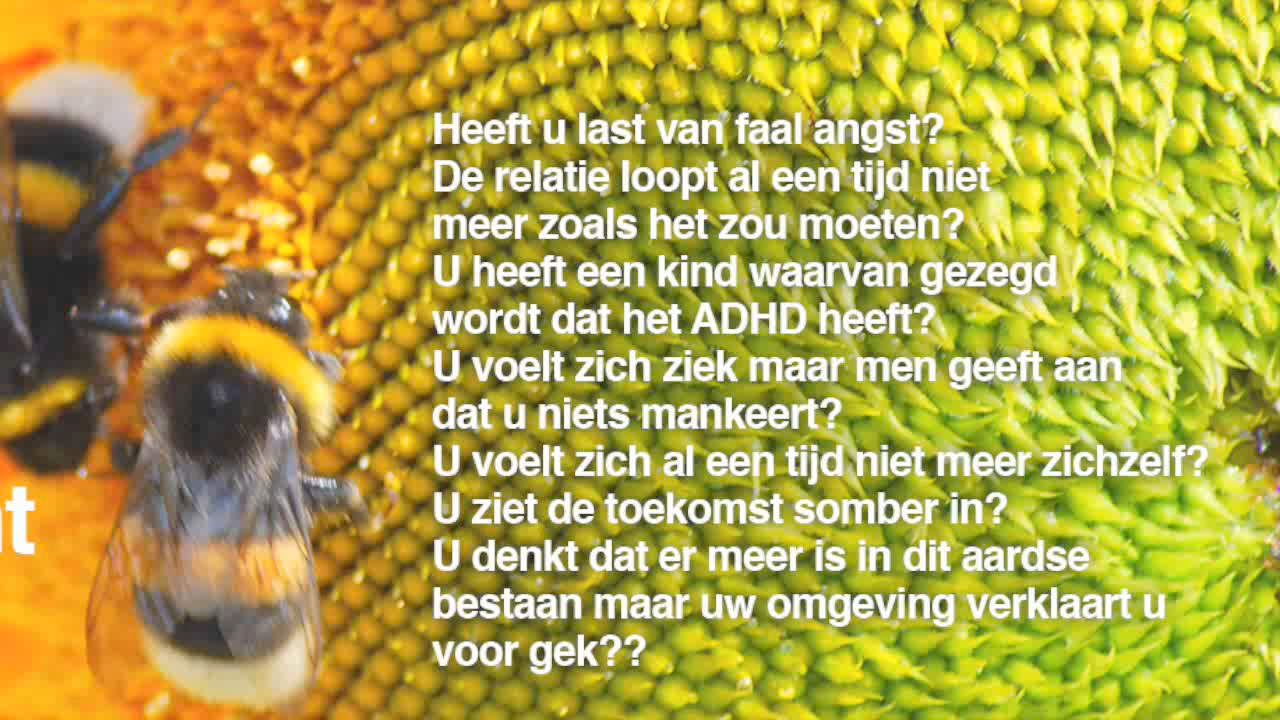 Heeft u last van faal angst?
De relatie loopt al een tijd niet
meer zoals het zou moeten?
U heeft een kind waarvan gezegd
wordt dat het ADHD heeft?
U voelt zich ziek maar men geeft aan
dat u niets mankeert?
U voelt zich al een tijd niet meer zichzelf?
U ziet de toekomst somber in?
U denkt dat er meer is in dit aardse
bestaan maar uw omgeving verklaart u
voor gek??